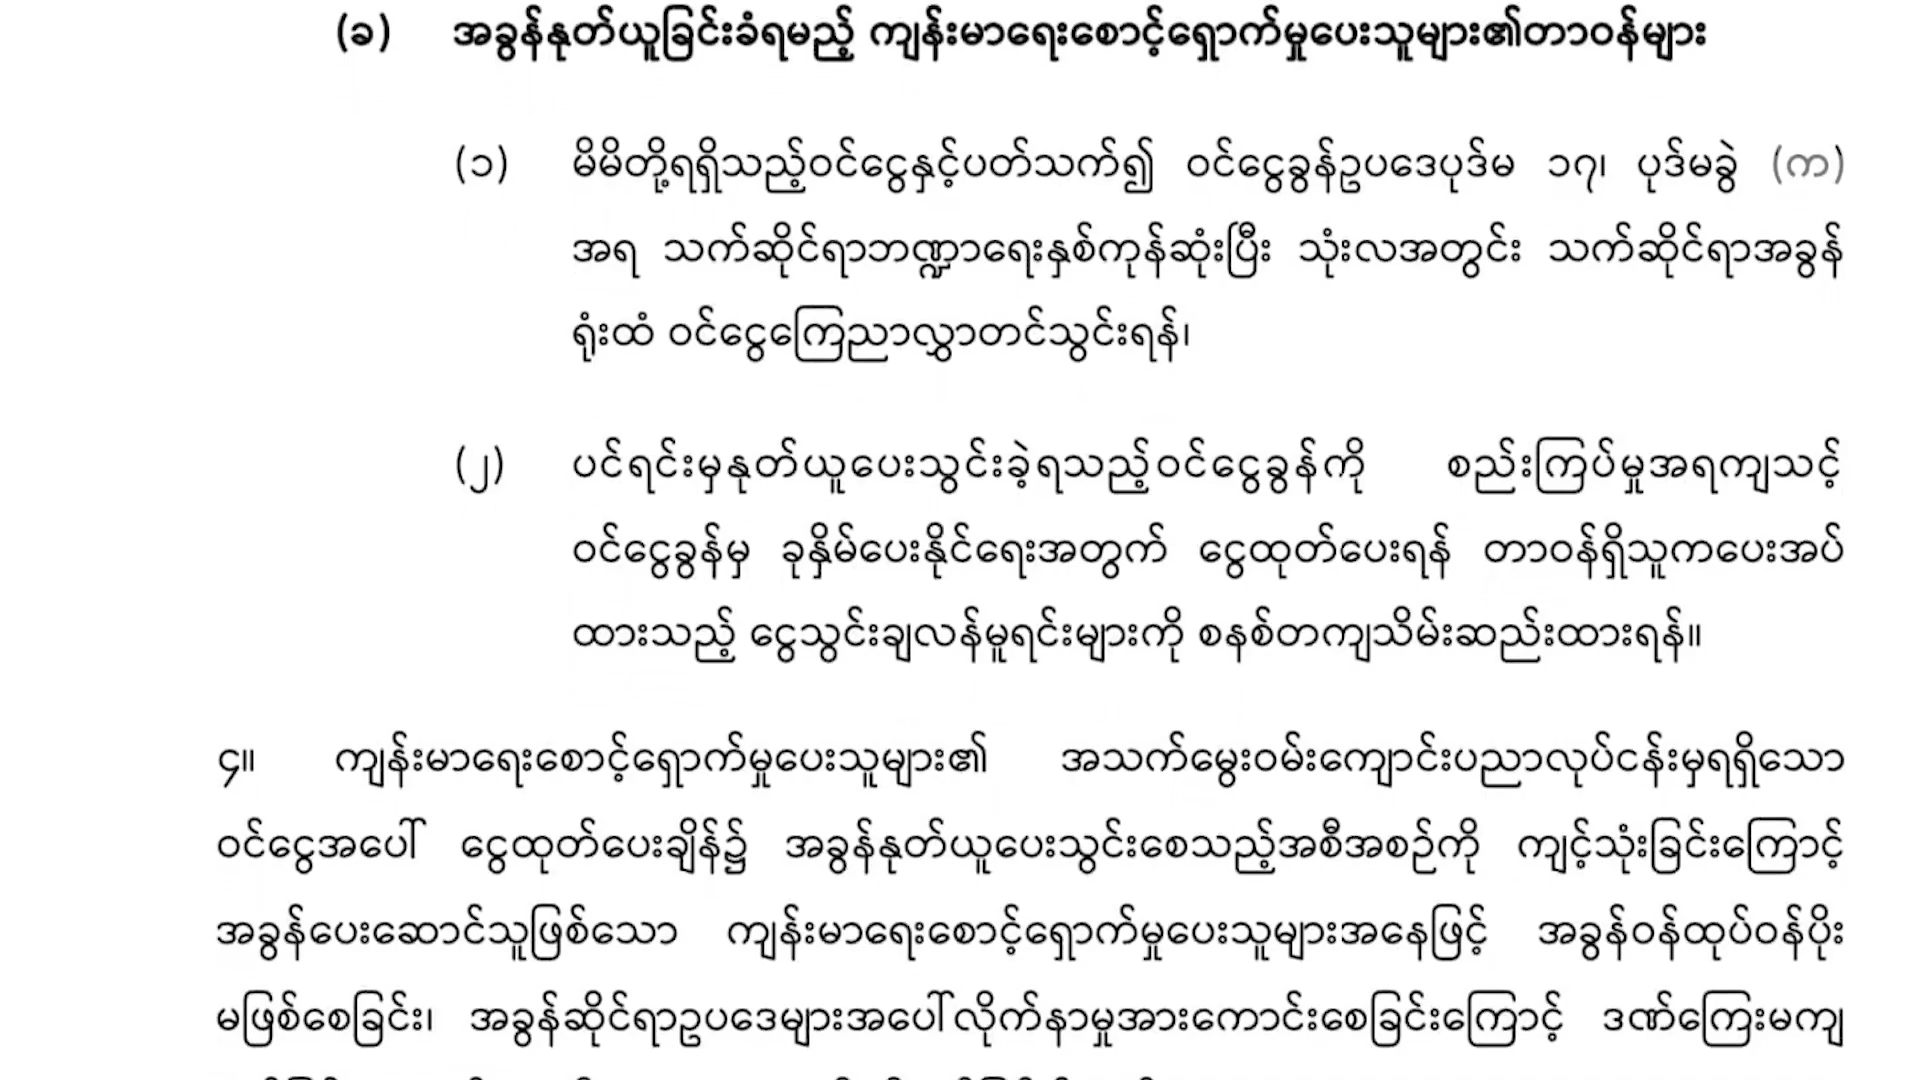 (ခ) အခွန်နုတ်ယူခြင်းခံရမည့် ကျန်းမာရေးစောင့်ရှောက်မှုပေးသူများ၏တာဝန်များ
(၁) မိမိတို့ရရှိသည့်ဝင်ငွေနှင့်ပတ်သက်၍ ဝင်ငွေခွန်ဥပဒေပုဒ်မ ၁၇၊ ပုဒ်မခွဲ (က)
အရ သက်ဆိုင်ရာဘဏ္ဍာရေးနှစ်ကုန်ဆုံးပြီး သုံးလအတွင်း သက်ဆိုင်ရာအခွန်
ရုံးထံ ဝင်ငွေကြေညာလွှာတင်သွင်းရန်၊
(၂) ပင်ရင်းမှနုတ်ယူပေးသွင်းခဲ့ရသည့်ဝင်ငွေခွန်ကို စည်းကြပ်မှုအရကျသင့်
ဝင်ငွေခွန်မှ ခုနှိမ်ပေးနိုင်ရေးအတွက် ငွေထုတ်ပေးရန် တာဝန်ရှိသူကပေးအပ်
ထားသည့် ငွေသွင်းချလန်မူရင်းများကို စနစ်တကျသိမ်းဆည်းထားရန်။
၄။ ကျန်းမာရေးစောင့်ရှောက်မှုပေးသူများ၏ အသက်မွေးဝမ်းကျောင်းပညာလုပ်ငန်းမှရရှိသော
ဝင်ငွေအပေါ် ငွေထုတ်ပေးချိန်၌ အခွန်နုတ်ယူပေးသွင်းစေသည့်အစီအစဉ်ကို ကျင့်သုံးခြင်းကြောင့်
အခွန်ပေးဆောင်သူဖြစ်သော ကျန်းမာရေးစောင့်ရှောက်မှုပေးသူများအနေဖြင့် အခွန်ဝန်ထုပ်ဝန်ပိုး
မဖြစ်စေခြင်း၊ အခွန်ဆိုင်ရာဥပဒေများအပေါ်လိုက်နာမှုအားကောင်းစေခြင်းကြောင့် ဒဏ်ကြေးမကျ